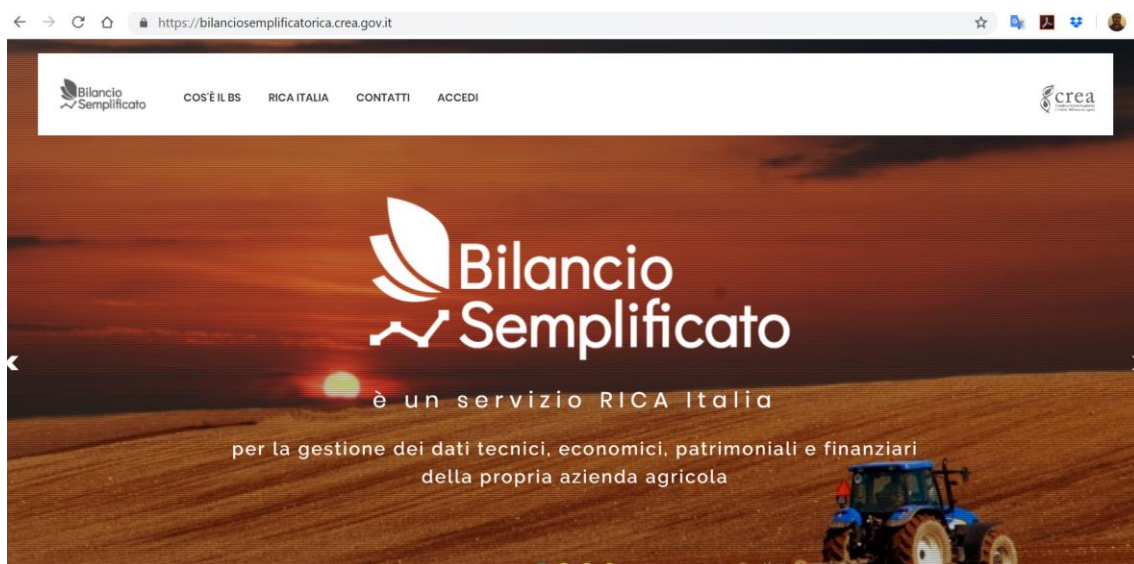 https://bilanciosemplificatorica.crea.gov.it
Bilancio
Semplificato
COS'È IL BS
RICA ITALIA
CONTATTI
ACCEDI
crea
Bilancio
Semplificato
è un servizio RICA Italia
per la gestione dei dati tecnici, economici, patrimoniali e finanziari
della propria azienda agricola